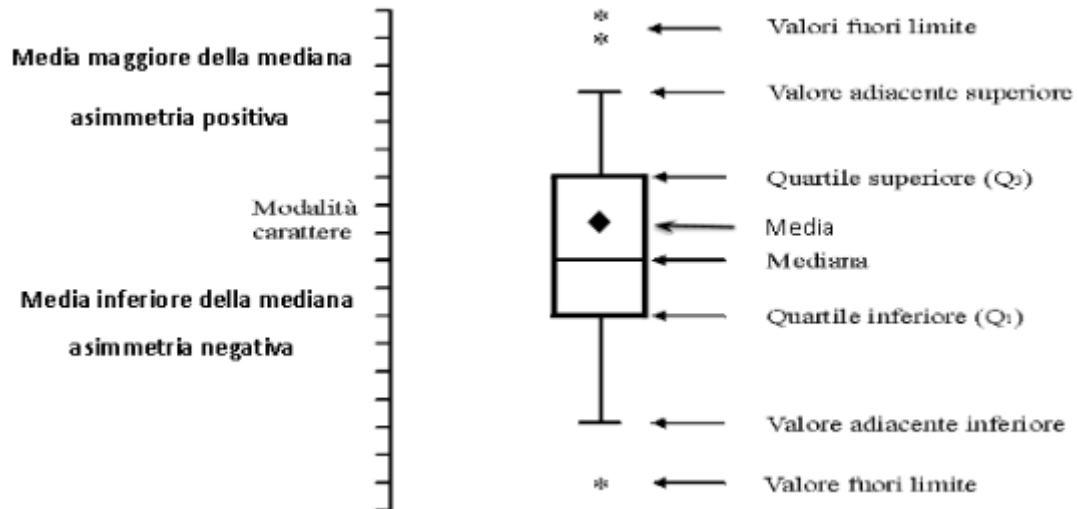 Media maggiore della mediana
asimmetria positiva
Modalità
carattere
Media inferiore della mediana
asimmetria negativa
*
*
Valori fuori limite
Valore adiacente superiore
Quartile superiore (Q₃)
Media
Mediana
Quartile inferiore (Q₁)
Valore adiacente inferiore
*
Valore fuori limite